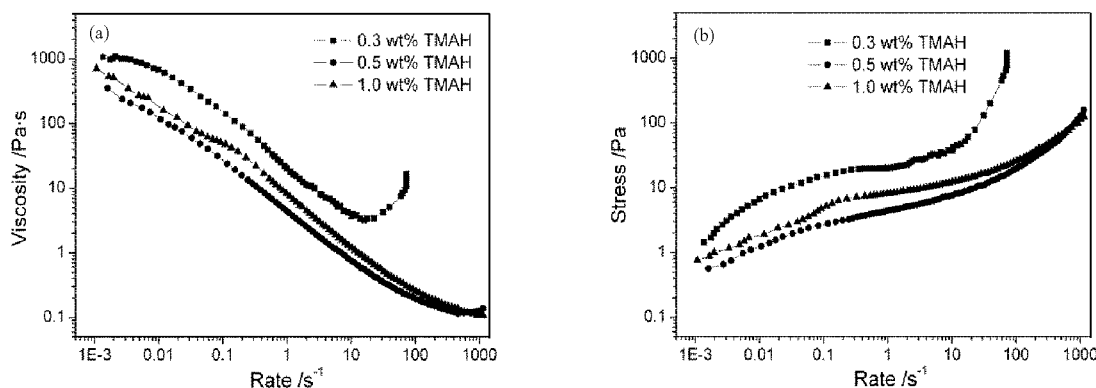 (a)
0.3 wt% TMAH
0.5 wt% TMAH
1.0 wt% TMAH
Viscosity /Pa·s
1000
100
10
1
0.1
1E-3 0.01 0.1 1 10 100 1000
Rate /s⁻¹
(b)
0.3 wt% TMAH
0.5 wt% TMAH
1.0 wt% TMAH
Stress /Pa
1000
100
10
1
0.1
1E-3 0.01 0.1 1 10 100 1000
Rate /s⁻¹